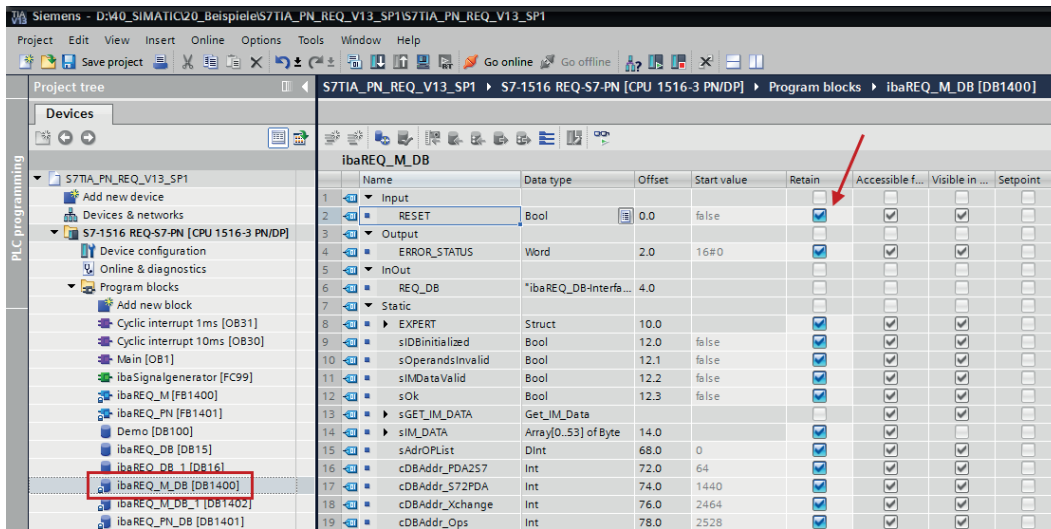 Siemens - D:\40_SIMATIC\20_Beispiele\S7TIA_PN_REQ_V13_SP1\S7TIA_PN_REQ_V13_SP1
Project Edit View Insert Online Options Tools Window Help
Save project Go online Go offline
Project tree
S7TIA_PN_REQ_V13_SP1 S7-1516 REQ-S7-PN [CPU 1516-3 PN/DP] Program blocks ibaREQ_M_DB [DB1400]
Devices
PLC programming
S7TIA_PN_REQ_V13_SP1
Add new device
Devices & networks
S7-1516 REQ-S7-PN [CPU 1516-3 PN/DP]
Device configuration
Online & diagnostics
Program blocks
Add new block
Cyclic interrupt 1ms [OB31]
Cyclic interrupt 10ms [OB30]
Main [OB1]
ibaSignalgenerator [FC99]
ibaREQ_M [FB1400]
ibaREQ_PN [FB1401]
Demo [DB100]
ibaREQ_DB [DB15]
ibaREQ_DB_1 [DB16]
ibaREQ_M_DB [DB1400]
ibaREQ_M_DB_1 [DB1402]
ibaREQ_PN_DB [DB1401]
ibaREQ_M_DB
Name Data type Offset Start value Retain Accessible f... Visible in ... Setpoint
1 Input
2 RESET Bool 0.0 false
3 Output
4 ERROR_STATUS Word 2.0 16#0
5 InOut
6 REQ_DB "ibaREQ_DB-Interfa... 4.0
7 Static
8 EXPERT Struct 10.0
9 sIDBinitialized Bool 12.0 false
10 sOperandsInvalid Bool 12.1 false
11 sIMDataValid Bool 12.2 false
12 sOk Bool 12.3 false
13 sGET_IM_DATA Get_IM_Data
14 sIM_DATA Array[0..53] of Byte 14.0
15 sAdrOPList DInt 68.0 0
16 cDBAddr_PDA2S7 Int 72.0 64
17 cDBAddr_S72PDA Int 74.0 1440
18 cDBAddr_Xchange Int 76.0 2464
19 cDBAddr_Ops Int 78.0 2528